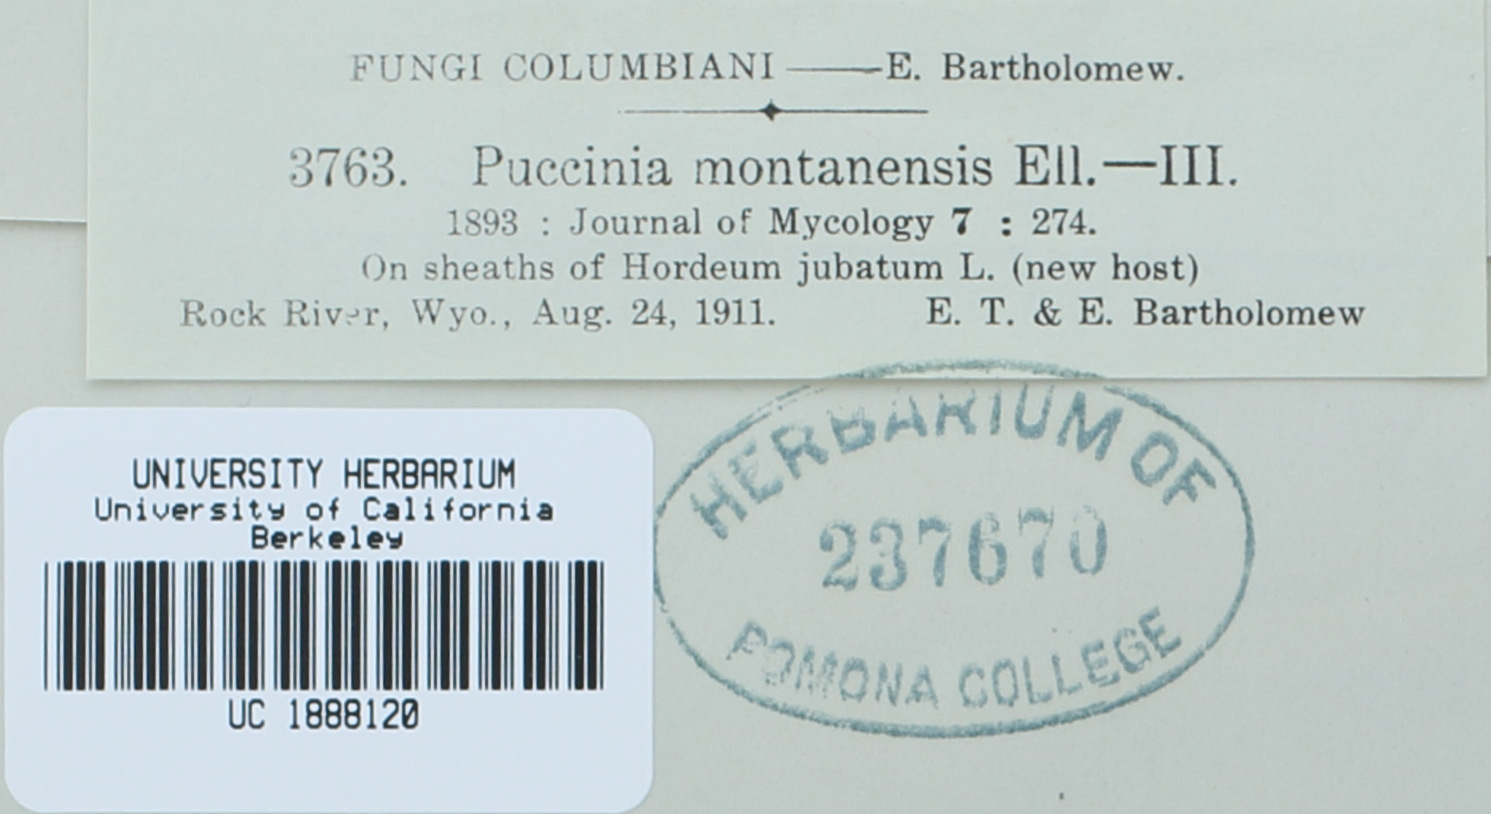 FUNGI COLUMBIANI ——E. Bartholomew.
3763. Puccinia montanensis Ell.—III.
1893 : Journal of Mycology 7 : 274.
On sheaths of Hordeum jubatum L. (new host)
Rock River, Wyo., Aug. 24, 1911. E. T. & E. Bartholomew
HERBARIUM OF
237670
POMONA COLLEGE
UNIVERSITY HERBARIUM
University of California
Berkeley
UC 1888120